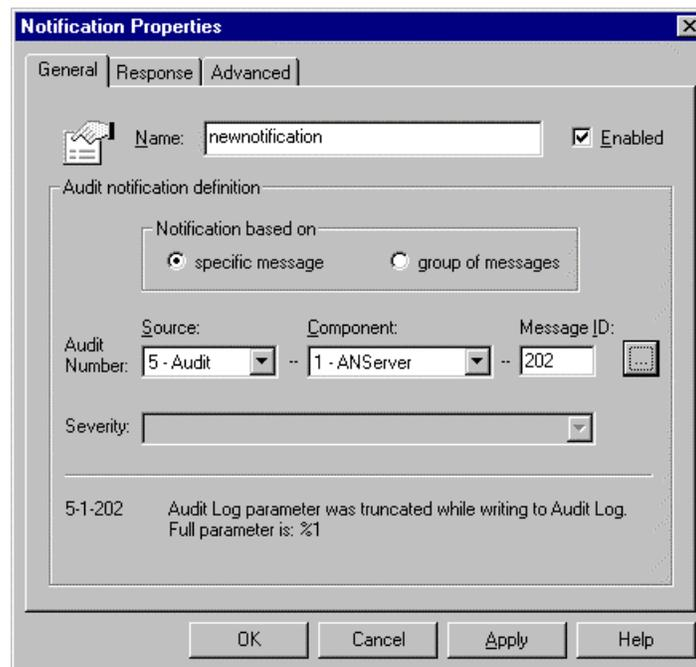 Notification Properties
General Response Advanced
Name: newnotification Enabled
Audit notification definition
Notification based on
specific message group of messages
Source: Component: Message ID:
Audit
Number: 5 - Audit -- 1 - ANServer -- 202 ...
Severity:
5-1-202 Audit Log parameter was truncated while writing to Audit Log.
Full parameter is: %1
OK Cancel Apply Help